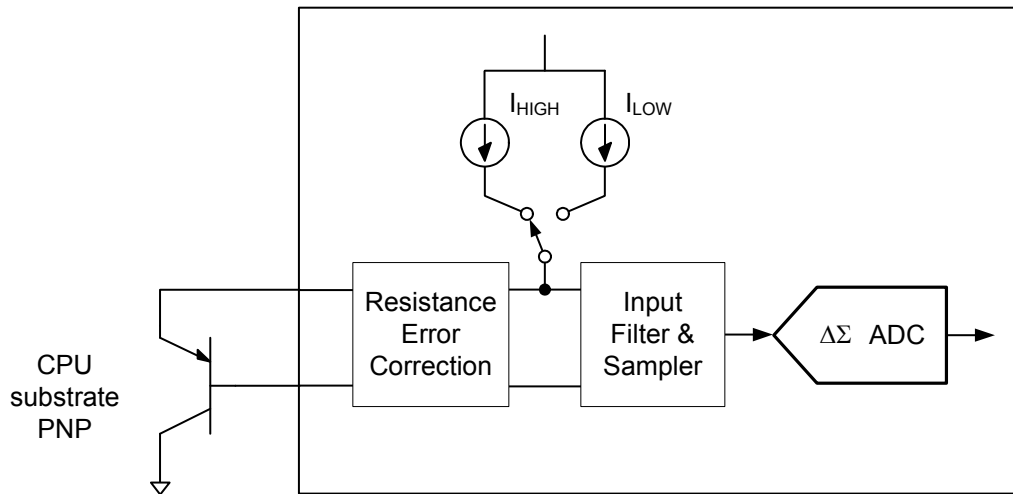 I_HIGH
I_LOW
Resistance
Error
Correction
Input
Filter &
Sampler
ΔΣ ADC
CPU
substrate
PNP